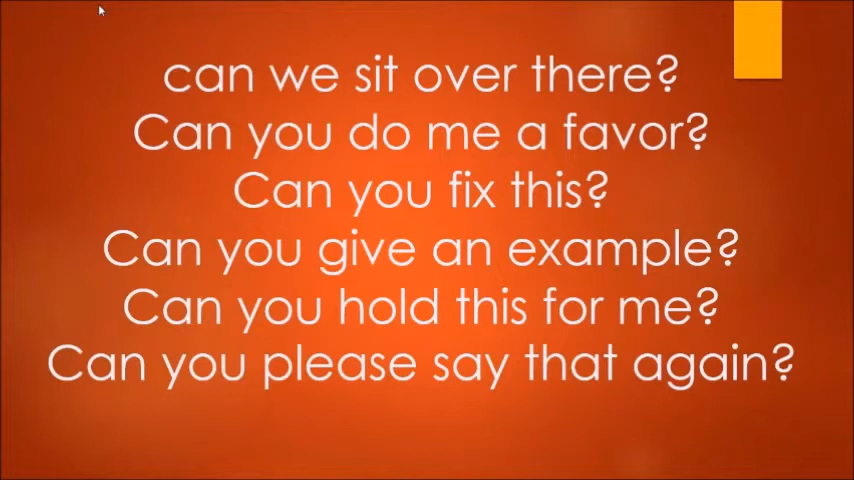 can we sit over there?
Can you do me a favor?
Can you fix this?
Can you give an example?
Can you hold this for me?
Can you please say that again?